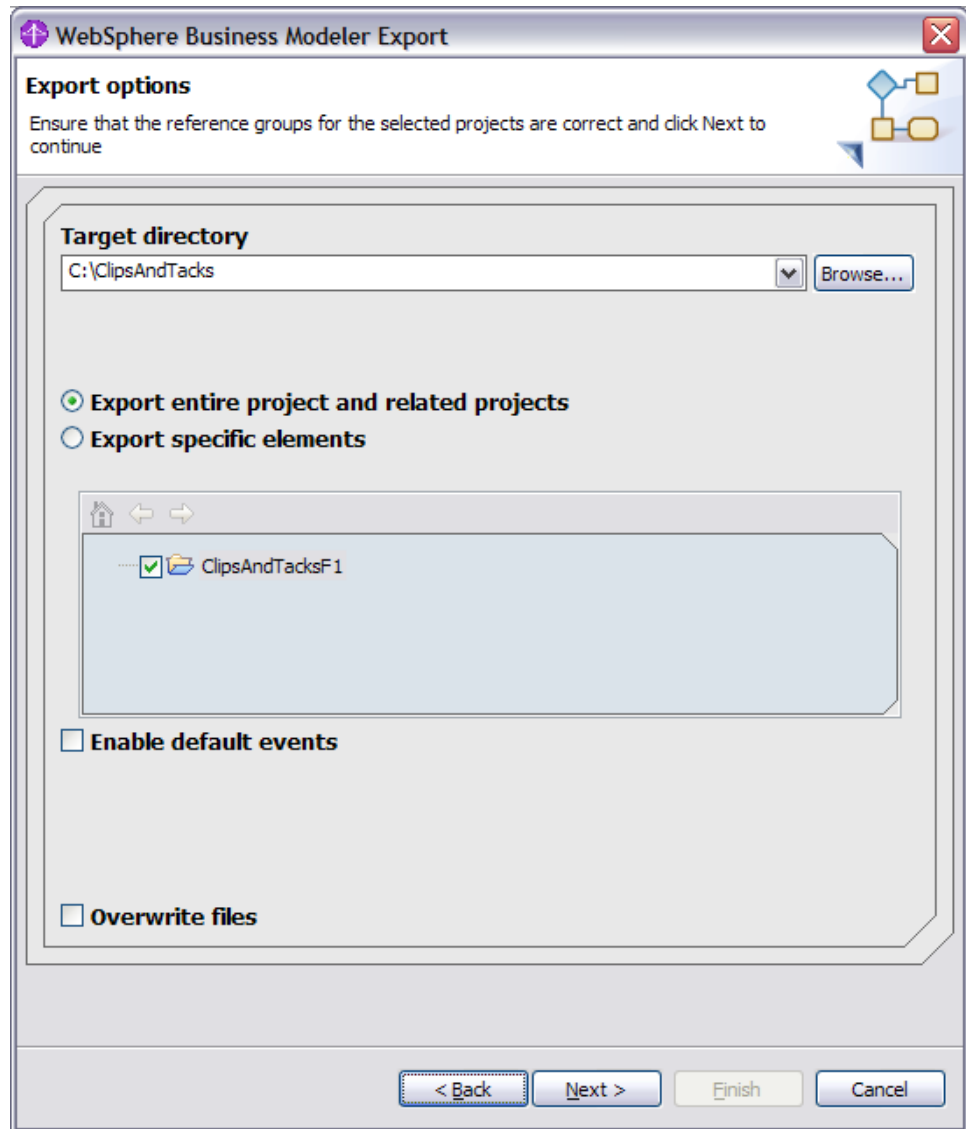 WebSphere Business Modeler Export
Export options
Ensure that the reference groups for the selected projects are correct and click Next to
continue
Target directory
C:\ClipsAndTacks
Browse...
Export entire project and related projects
Export specific elements
ClipsAndTacksF1
Enable default events
Overwrite files
< Back Next > Finish Cancel